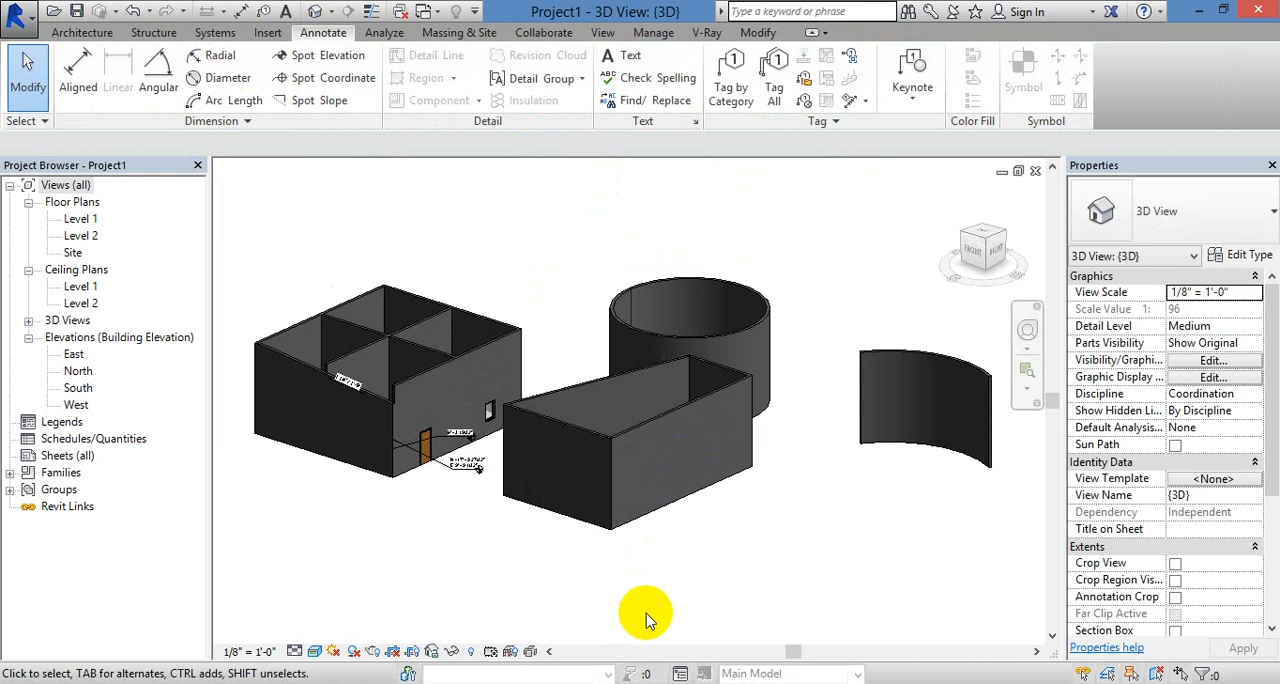 Project1 - 3D View: {3D}
Type a keyword or phrase
Sign In
Architecture Structure Systems Insert Annotate Analyze Massing & Site Collaborate View Manage V-Ray Modify
Modify
Select
Aligned
Linear
Angular
Radial
Diameter
Arc Length
Spot Elevation
Spot Coordinate
Spot Slope
Dimension
Detail Line
Region
Component
Revision Cloud
Detail Group
Insulation
Detail
Text
Check Spelling
Find/ Replace
Text
Tag by
Category
Tag
All
Tag
Keynote
Color Fill
Symbol
Symbol
Project Browser - Project1
Views (all)
Floor Plans
Level 1
Level 2
Site
Ceiling Plans
Level 1
Level 2
3D Views
Elevations (Building Elevation)
East
North
South
West
Legends
Schedules/Quantities
Sheets (all)
Families
Groups
Revit Links
FRONT
RIGHT
Properties
3D View
3D View: {3D}
Edit Type
Graphics
View Scale 1/8" = 1'-0"
Scale Value 1: 96
Detail Level Medium
Parts Visibility Show Original
Visibility/Graphi... Edit...
Graphic Display ... Edit...
Discipline Coordination
Show Hidden Li... By Discipline
Default Analysis... None
Sun Path
Identity Data
View Template <None>
View Name {3D}
Dependency Independent
Title on Sheet
Extents
Crop View
Crop Region Vis...
Annotation Crop
Far Clip Active
Section Box
Properties help
Apply
1/8" = 1'-0"
Click to select, TAB for alternates, CTRL adds, SHIFT unselects.
:0
Main Model
:0